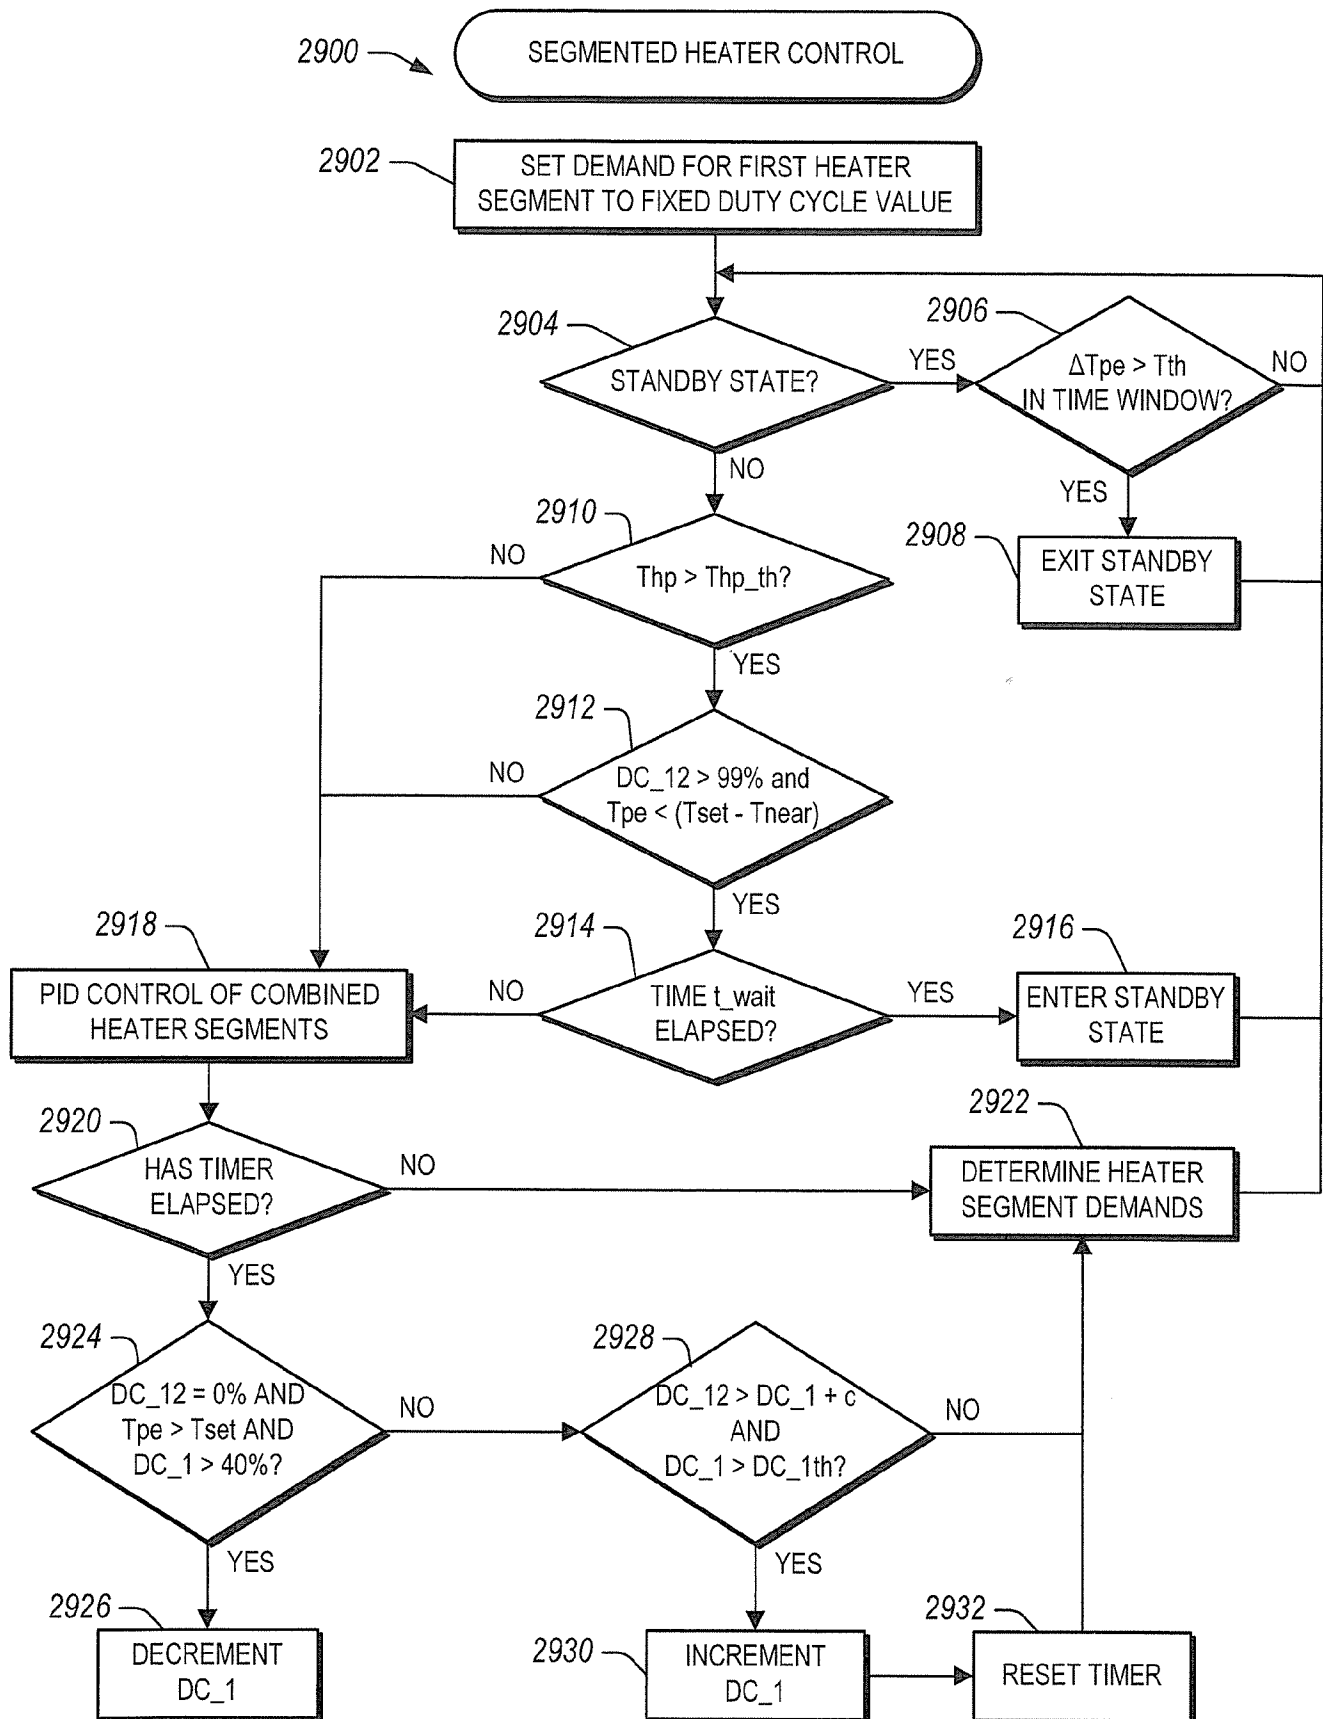 2900
SEGMENTED HEATER CONTROL
2902
SET DEMAND FOR FIRST HEATER
SEGMENT TO FIXED DUTY CYCLE VALUE
2904
STANDBY STATE?
YES
NO
2906
ΔTpe > Tth
IN TIME WINDOW?
NO
YES
2908
EXIT STANDBY
STATE
2910
Thp > Thp_th?
NO
YES
2912
DC_12 > 99% and
Tpe < (Tset - Tnear)
NO
YES
2914
TIME t_wait
ELAPSED?
NO
YES
2916
ENTER STANDBY
STATE
2918
PID CONTROL OF COMBINED
HEATER SEGMENTS
2920
HAS TIMER
ELAPSED?
NO
YES
2922
DETERMINE HEATER
SEGMENT DEMANDS
2924
DC_12 = 0% AND
Tpe > Tset AND
DC_1 > 40%?
NO
YES
2926
DECREMENT
DC_1
2928
DC_12 > DC_1 + c
AND
DC_1 > DC_1th?
NO
YES
2930
INCREMENT
DC_1
2932
RESET TIMER